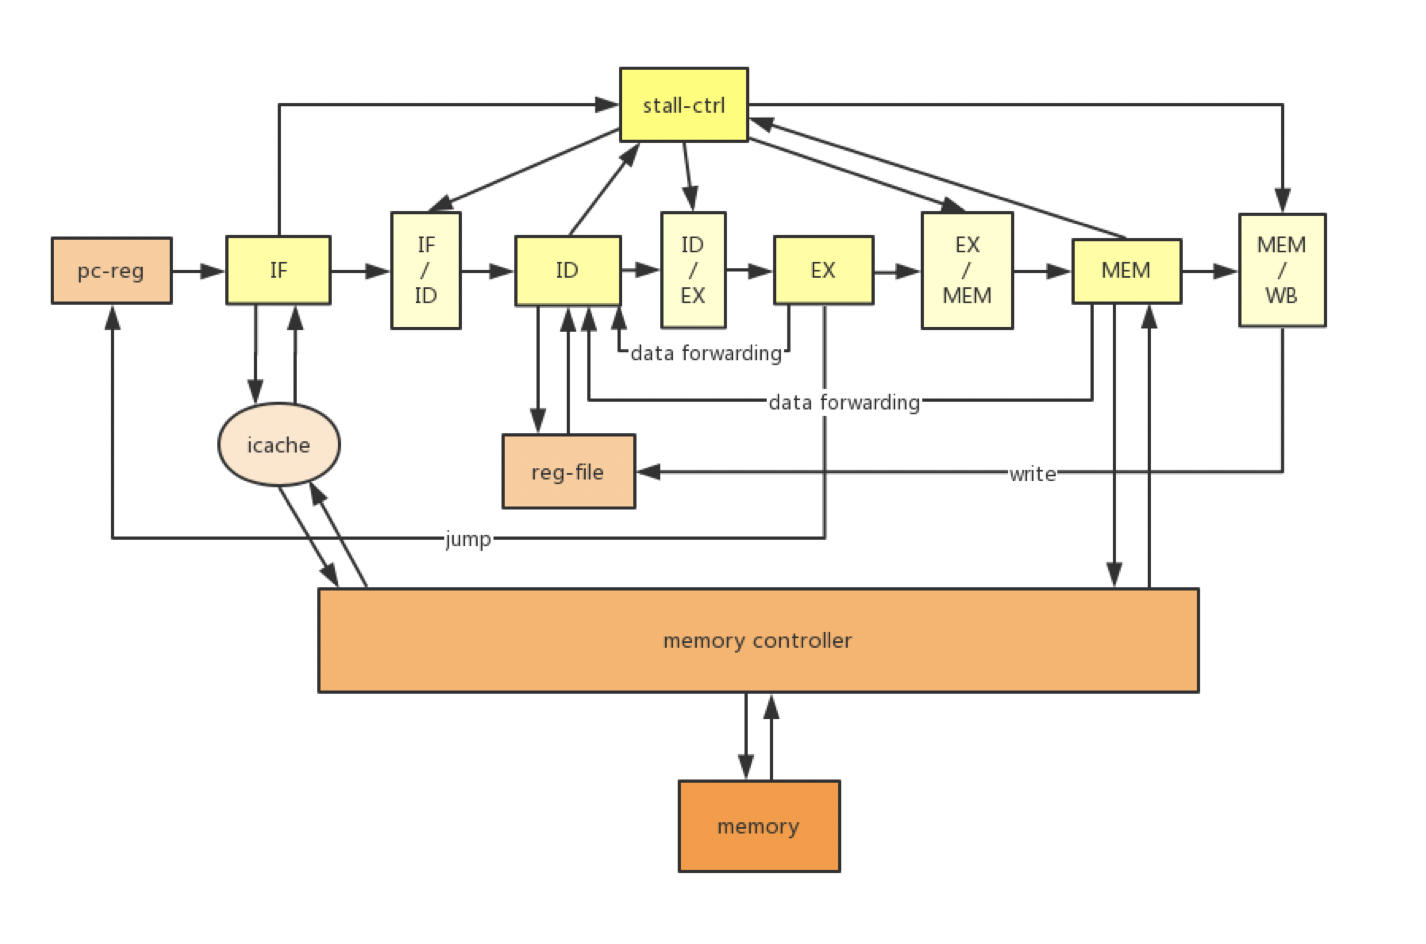 stall-ctrl
pc-reg
IF
IF
/
ID
ID
ID
/
EX
EX
EX
/
MEM
MEM
MEM
/
WB
data forwarding
data forwarding
icache
reg-file
write
jump
memory controller
memory